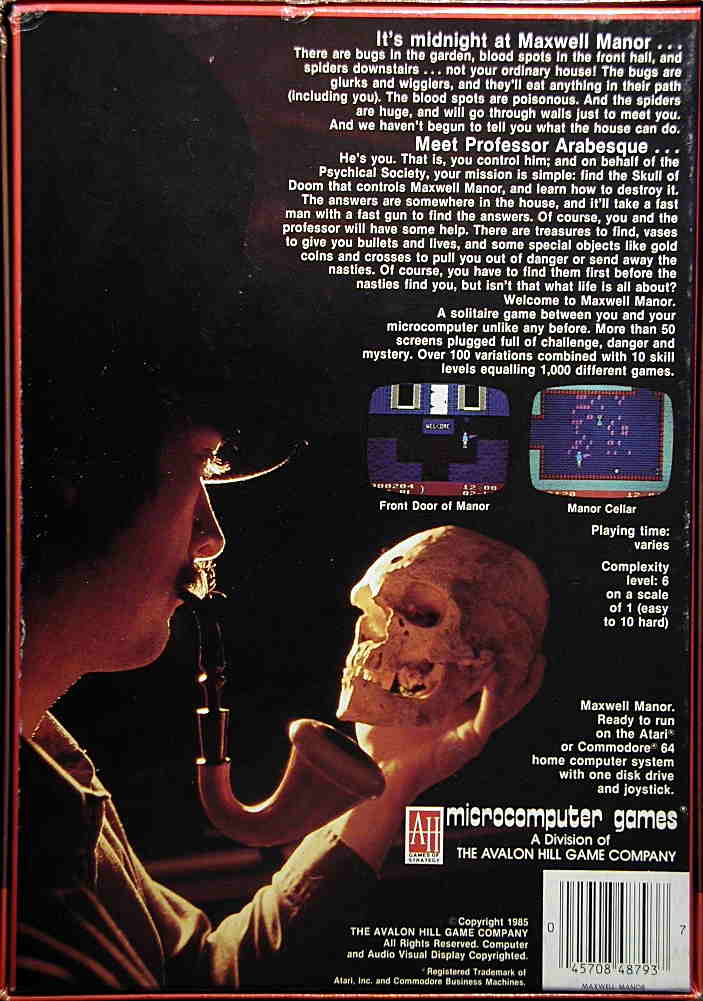 It's midnight at Maxwell Manor . . .
There are bugs in the garden, blood spots in the front hall, and
spiders downstairs . . . not your ordinary house! The bugs are
glurks and wigglers, and they'll eat anything in their path
(including you). The blood spots are poisonous. And the spiders
are huge, and will go through walls just to meet you.
And we haven't begun to tell you what the house can do.
Meet Professor Arabesque . . .
He's you. That is, you control him; and on behalf of the
Psychical Society, your mission is simple: find the Skull of
Doom that controls Maxwell Manor, and learn how to destroy it.
The answers are somewhere in the house, and it'll take a fast
man with a fast gun to find the answers. Of course, you and the
professor will have some help. There are treasures to find, vases
to give you bullets and lives, and some special objects like gold
coins and crosses to pull you out of danger or send away the
nasties. Of course, you have to find them first before the
nasties find you, but isn't that what life is all about?
Welcome to Maxwell Manor.
A solitaire game between you and your
microcomputer unlike any before. More than 50
screens plugged full of challenge, danger and
mystery. Over 100 variations combined with 10 skill
levels equalling 1,000 different games.
WELCOME
Front Door of Manor
Manor Cellar
Playing time:
varies
Complexity
level: 6
on a scale
of 1 (easy
to 10 hard)
Maxwell Manor.
Ready to run
on the Atari®
or Commodore® 64
home computer system
with one disk drive
and joystick.
AH
GAMES OF
STRATEGY
microcomputer games®
A Division of
THE AVALON HILL GAME COMPANY
© Copyright 1985
THE AVALON HILL GAME COMPANY
All Rights Reserved. Computer
and Audio Visual Display Copyrighted.
® Registered Trademark of
Atari, Inc. and Commodore Business Machines.
0 45708 48793 7
MAXWELL MANOR